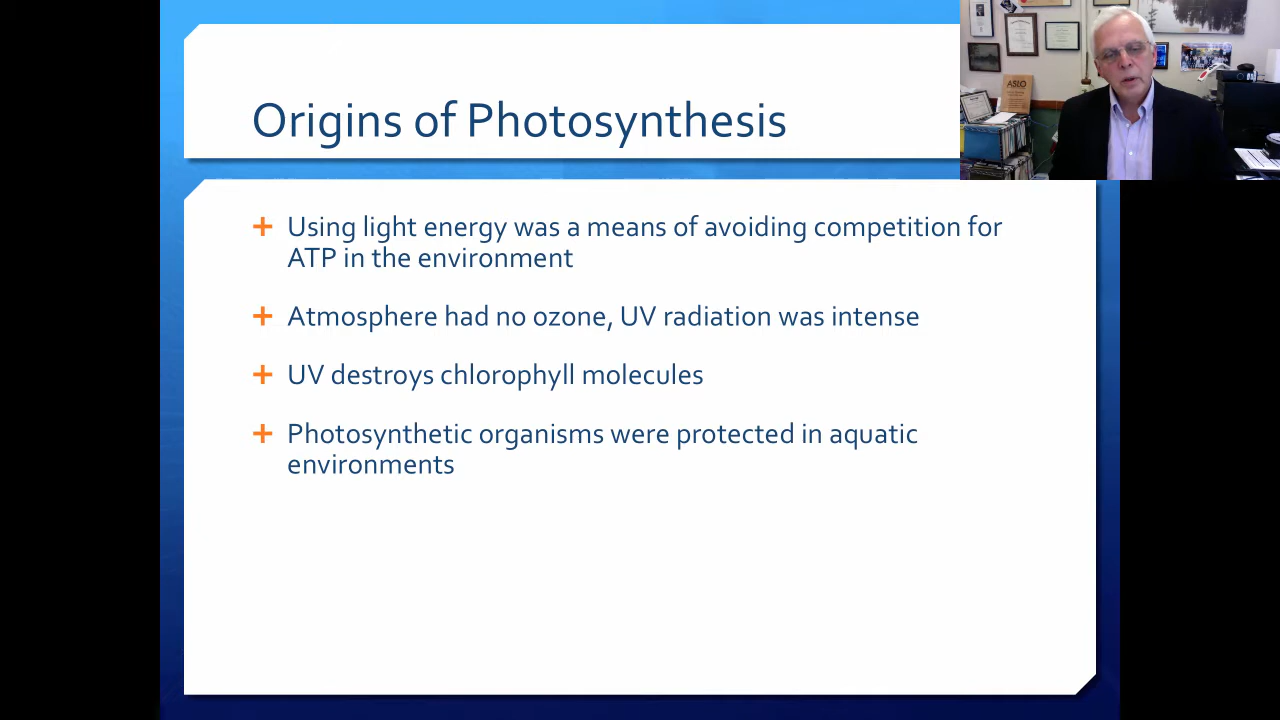 Origins of Photosynthesis
ASLO
Using light energy was a means of avoiding competition for
ATP in the environment
Atmosphere had no ozone, UV radiation was intense
UV destroys chlorophyll molecules
Photosynthetic organisms were protected in aquatic
environments